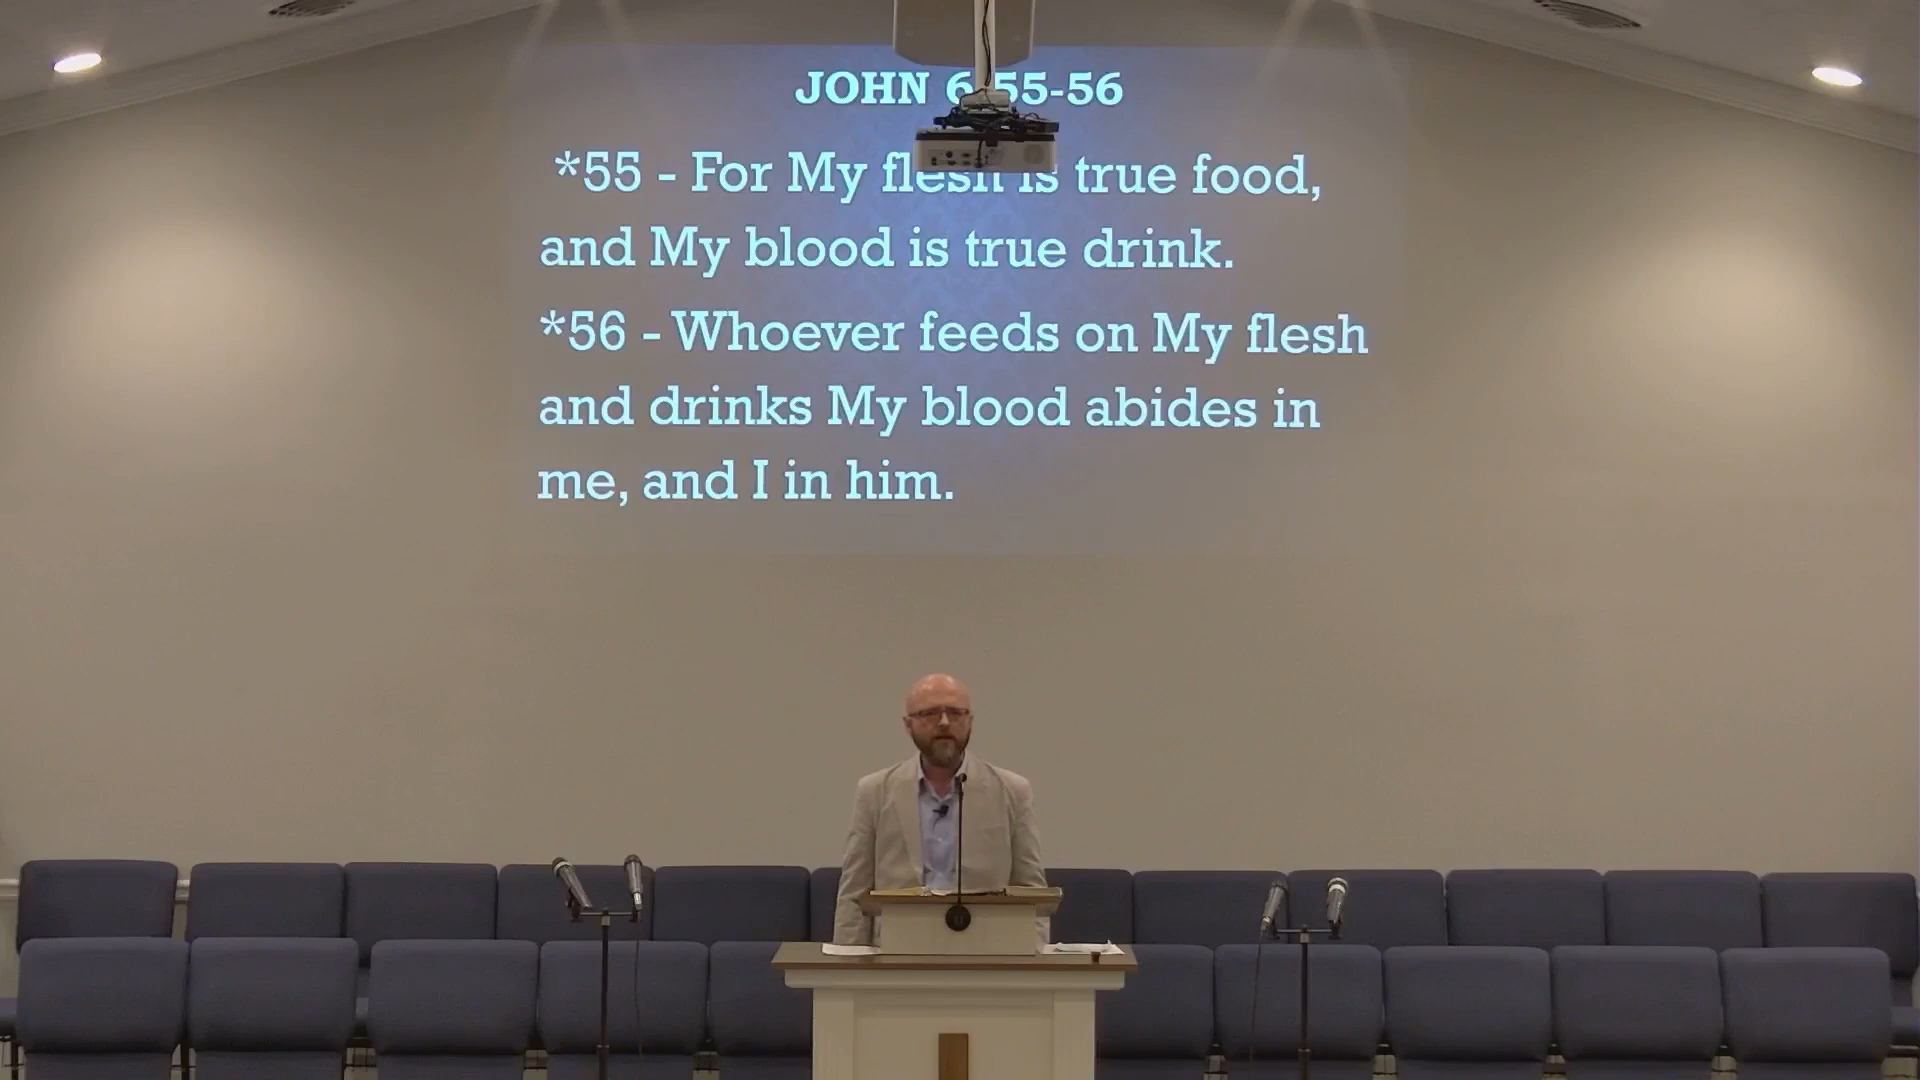 JOHN 6:55-56
*55 - For My flesh is true food,
and My blood is true drink.
*56 - Whoever feeds on My flesh
and drinks My blood abides in
me, and I in him.